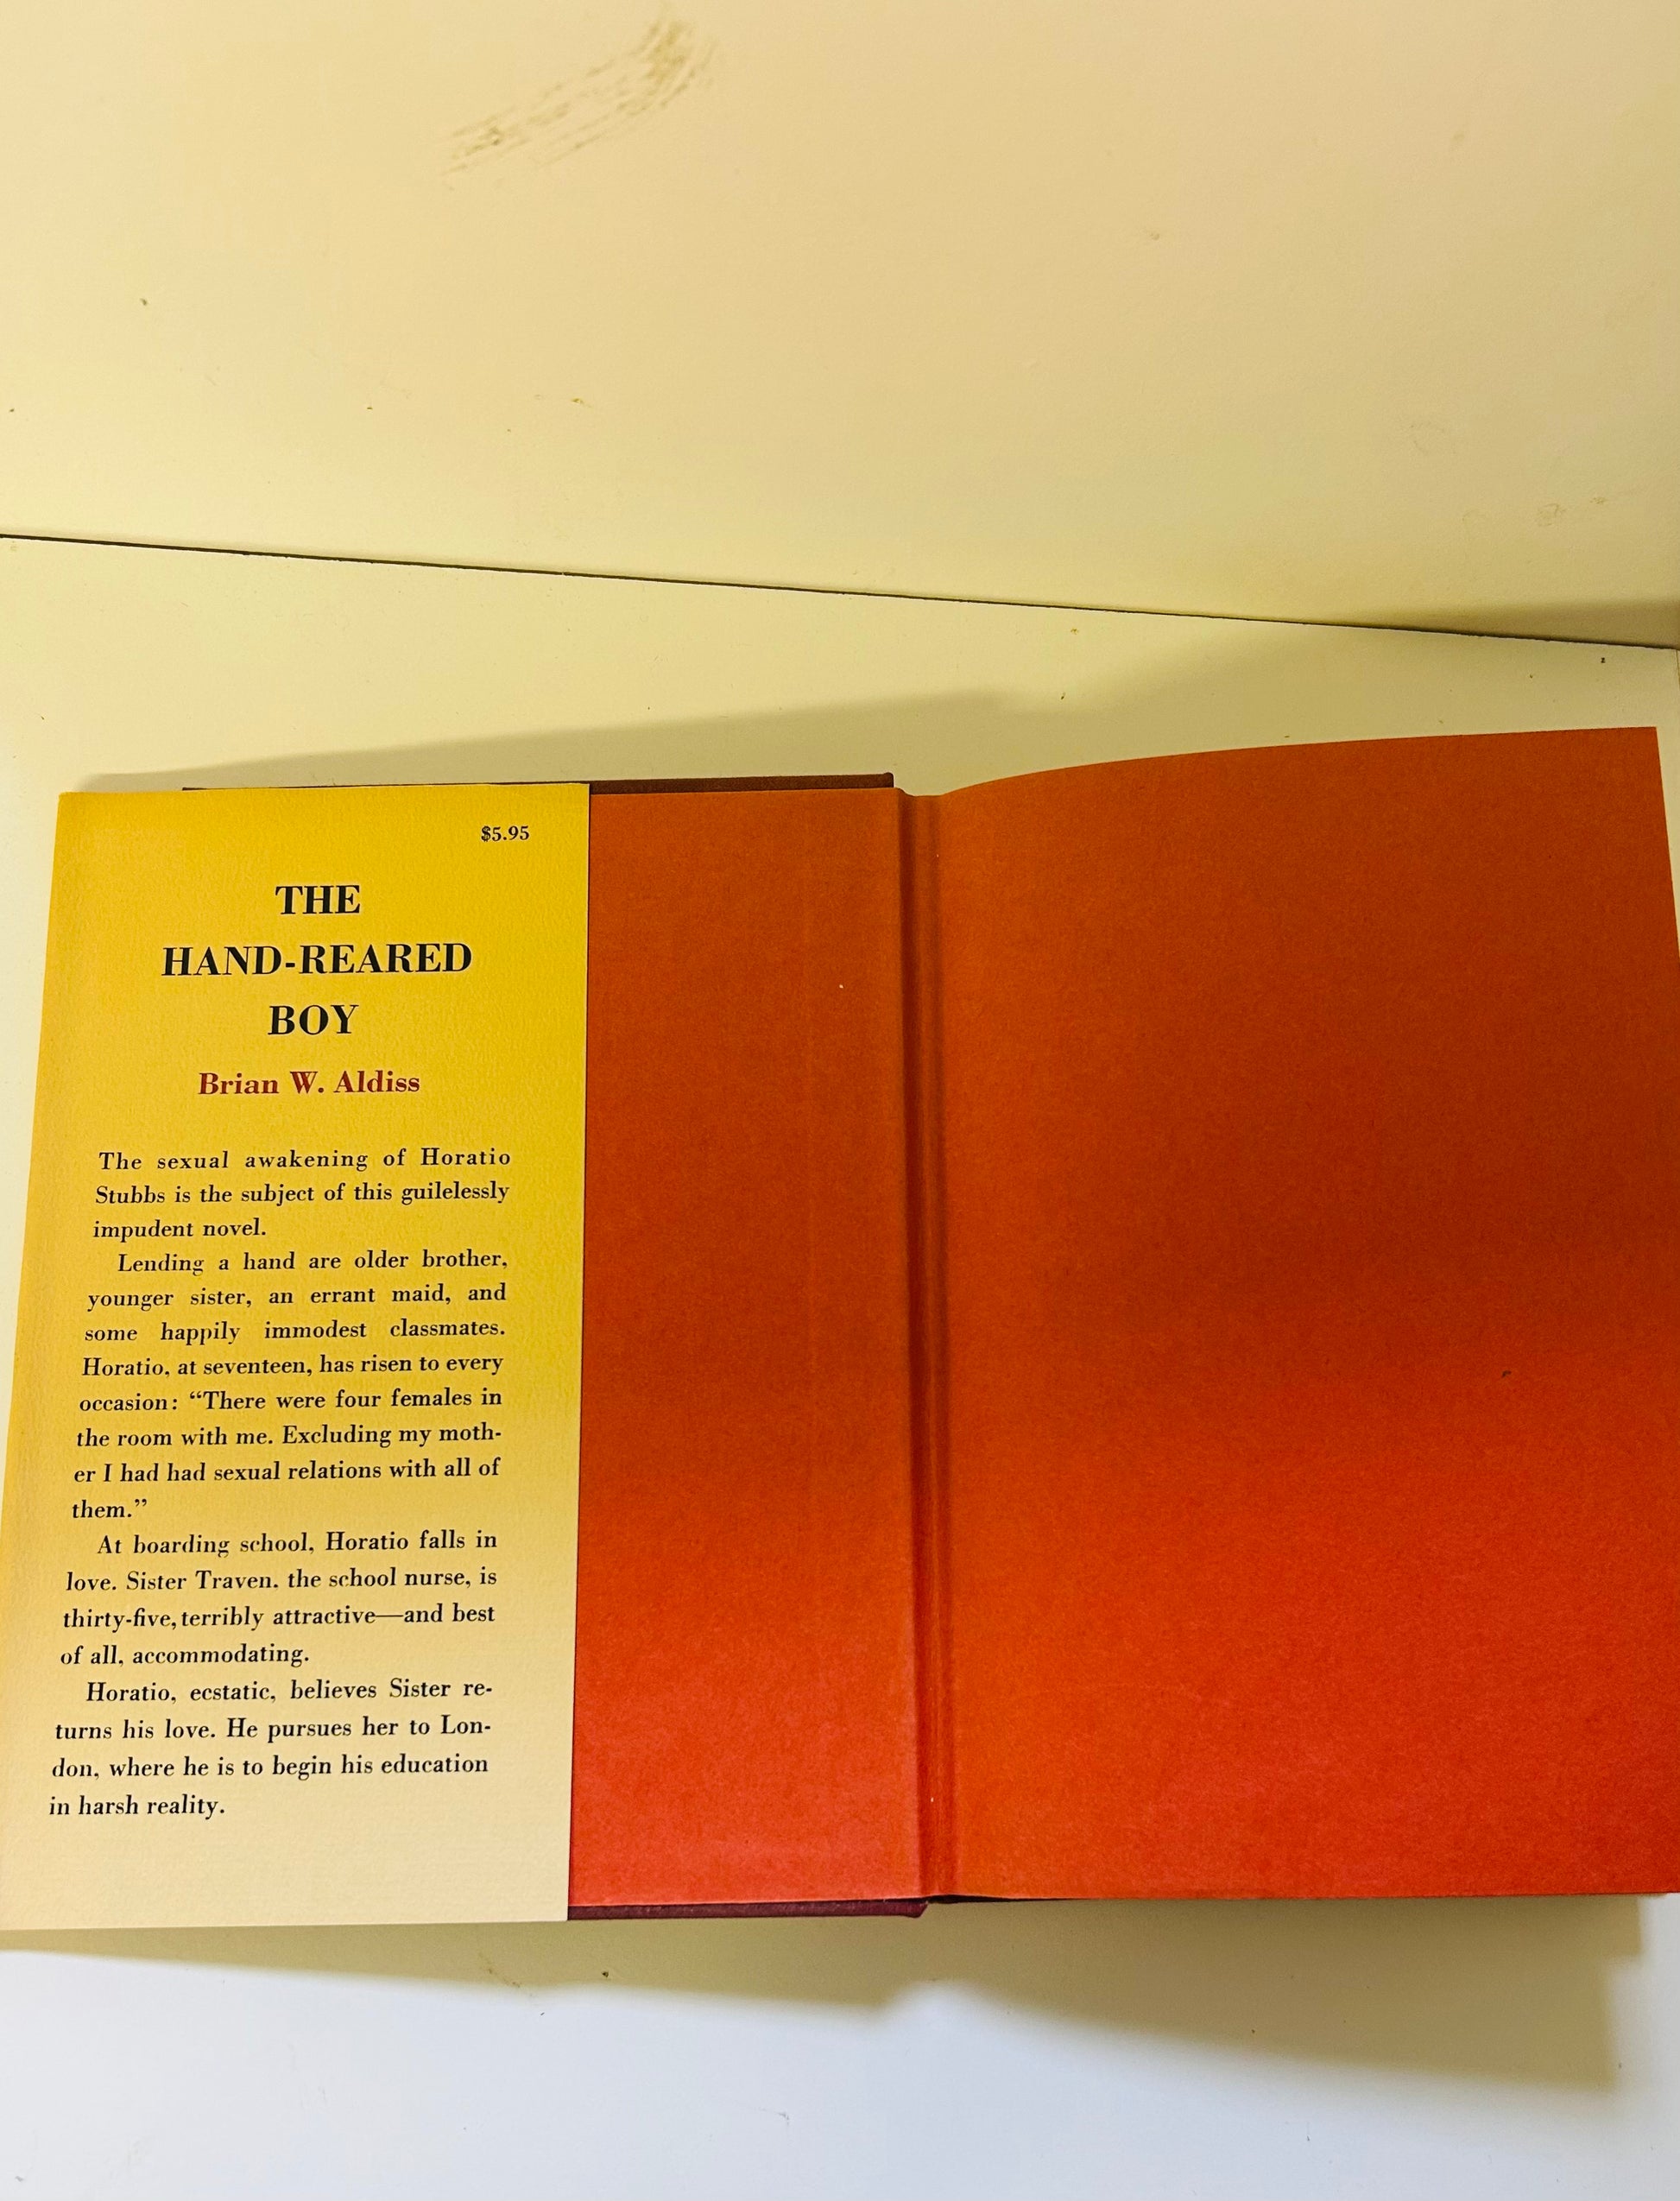 $5.95
THE
HAND-REARED
BOY
Brian W. Aldiss
The sexual awakening of Horatio
Stubbs is the subject of this guilelessly
impudent novel.
Lending a hand are older brother,
younger sister, an errant maid, and
some happily immodest classmates.
Horatio, at seventeen, has risen to every
occasion: “There were four females in
the room with me. Excluding my moth-
er I had had sexual relations with all of
them.”
At boarding school, Horatio falls in
love. Sister Traven. the school nurse, is
thirty-five, terribly attractive—and best
of all, accommodating.
Horatio, ecstatic, believes Sister re-
turns his love. He pursues her to Lon-
don, where he is to begin his education
in harsh reality.